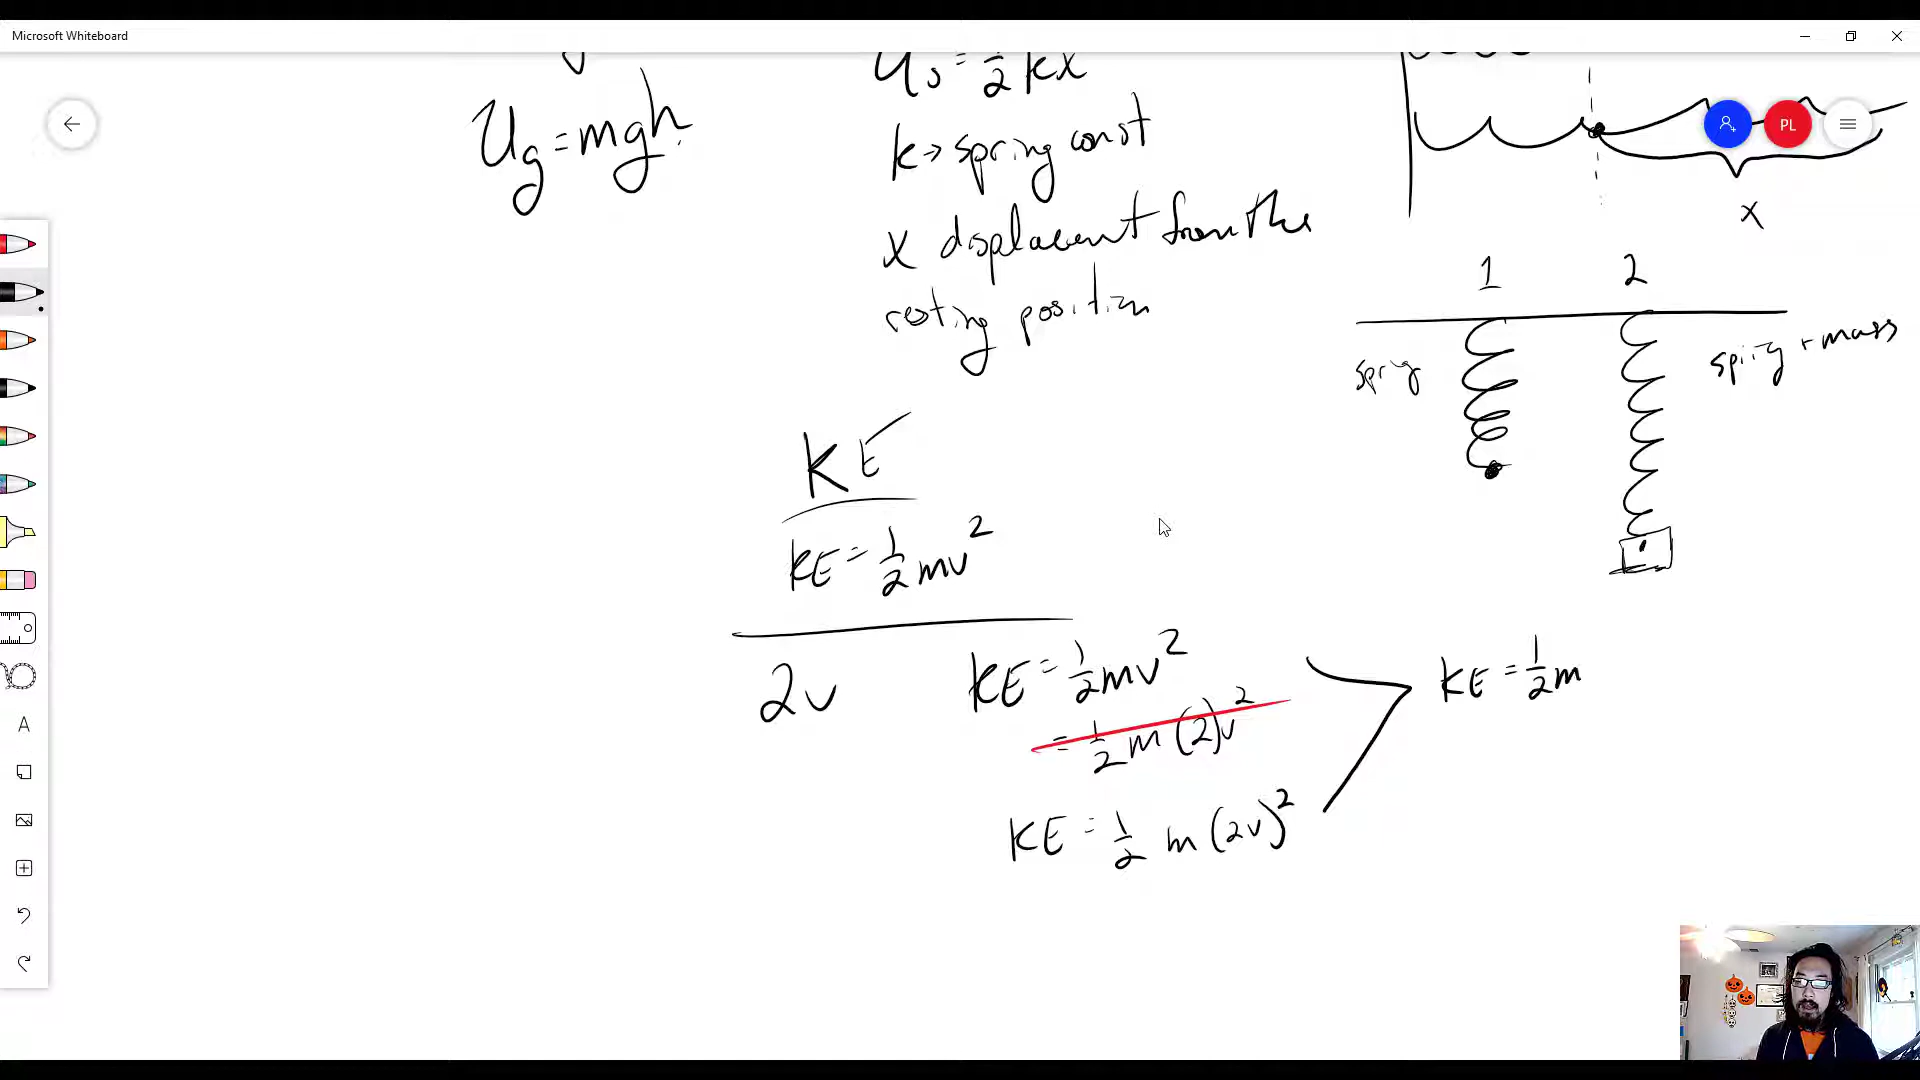 Microsoft Whiteboard
Us = 1/2 kx
Ug = mgh
k → spring const
x displacment from the
resting position
x
1 2
spring
spring + mass
KE
KE = 1/2 mv²
2v
KE = 1/2 mv²
= 1/2 m (2)v²
KE = 1/2 m (2v)²
KE = 1/2 m
PL
A